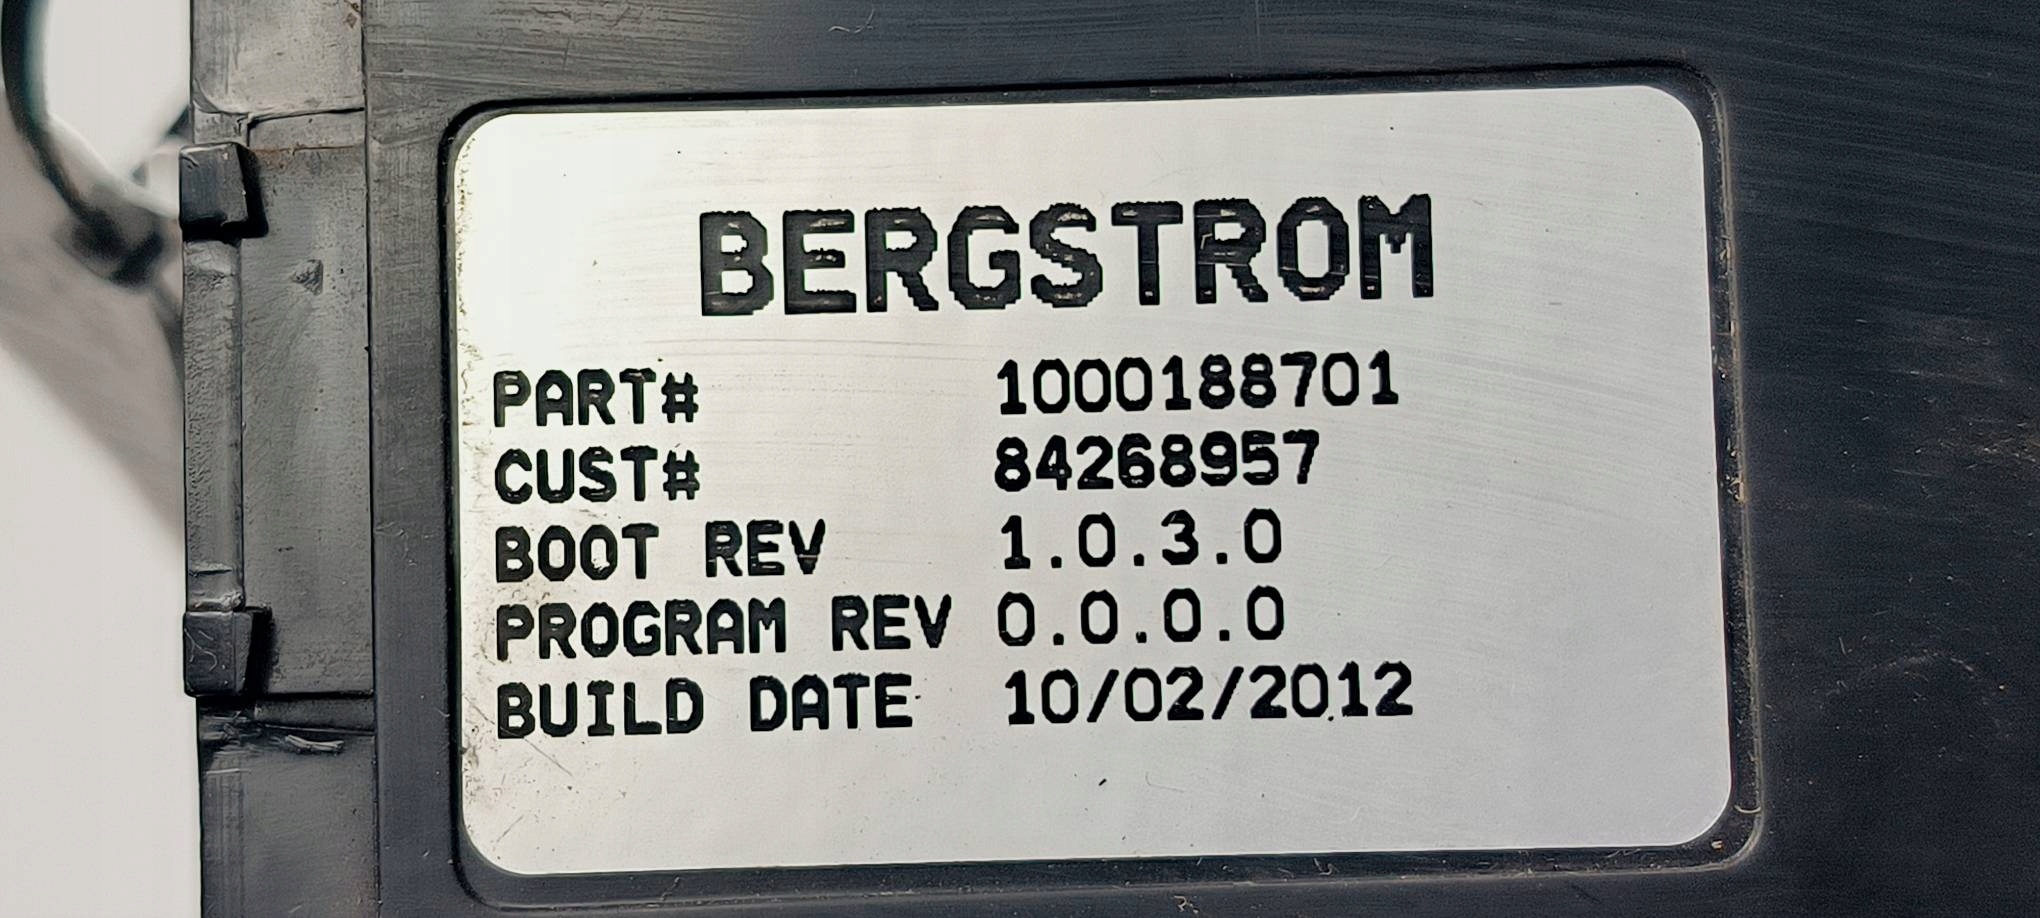 BERGSTROM
PART# 1000188701
CUST# 84268957
BOOT REV 1.0.3.0
PROGRAM REV 0.0.0.0
BUILD DATE 10/02/2012